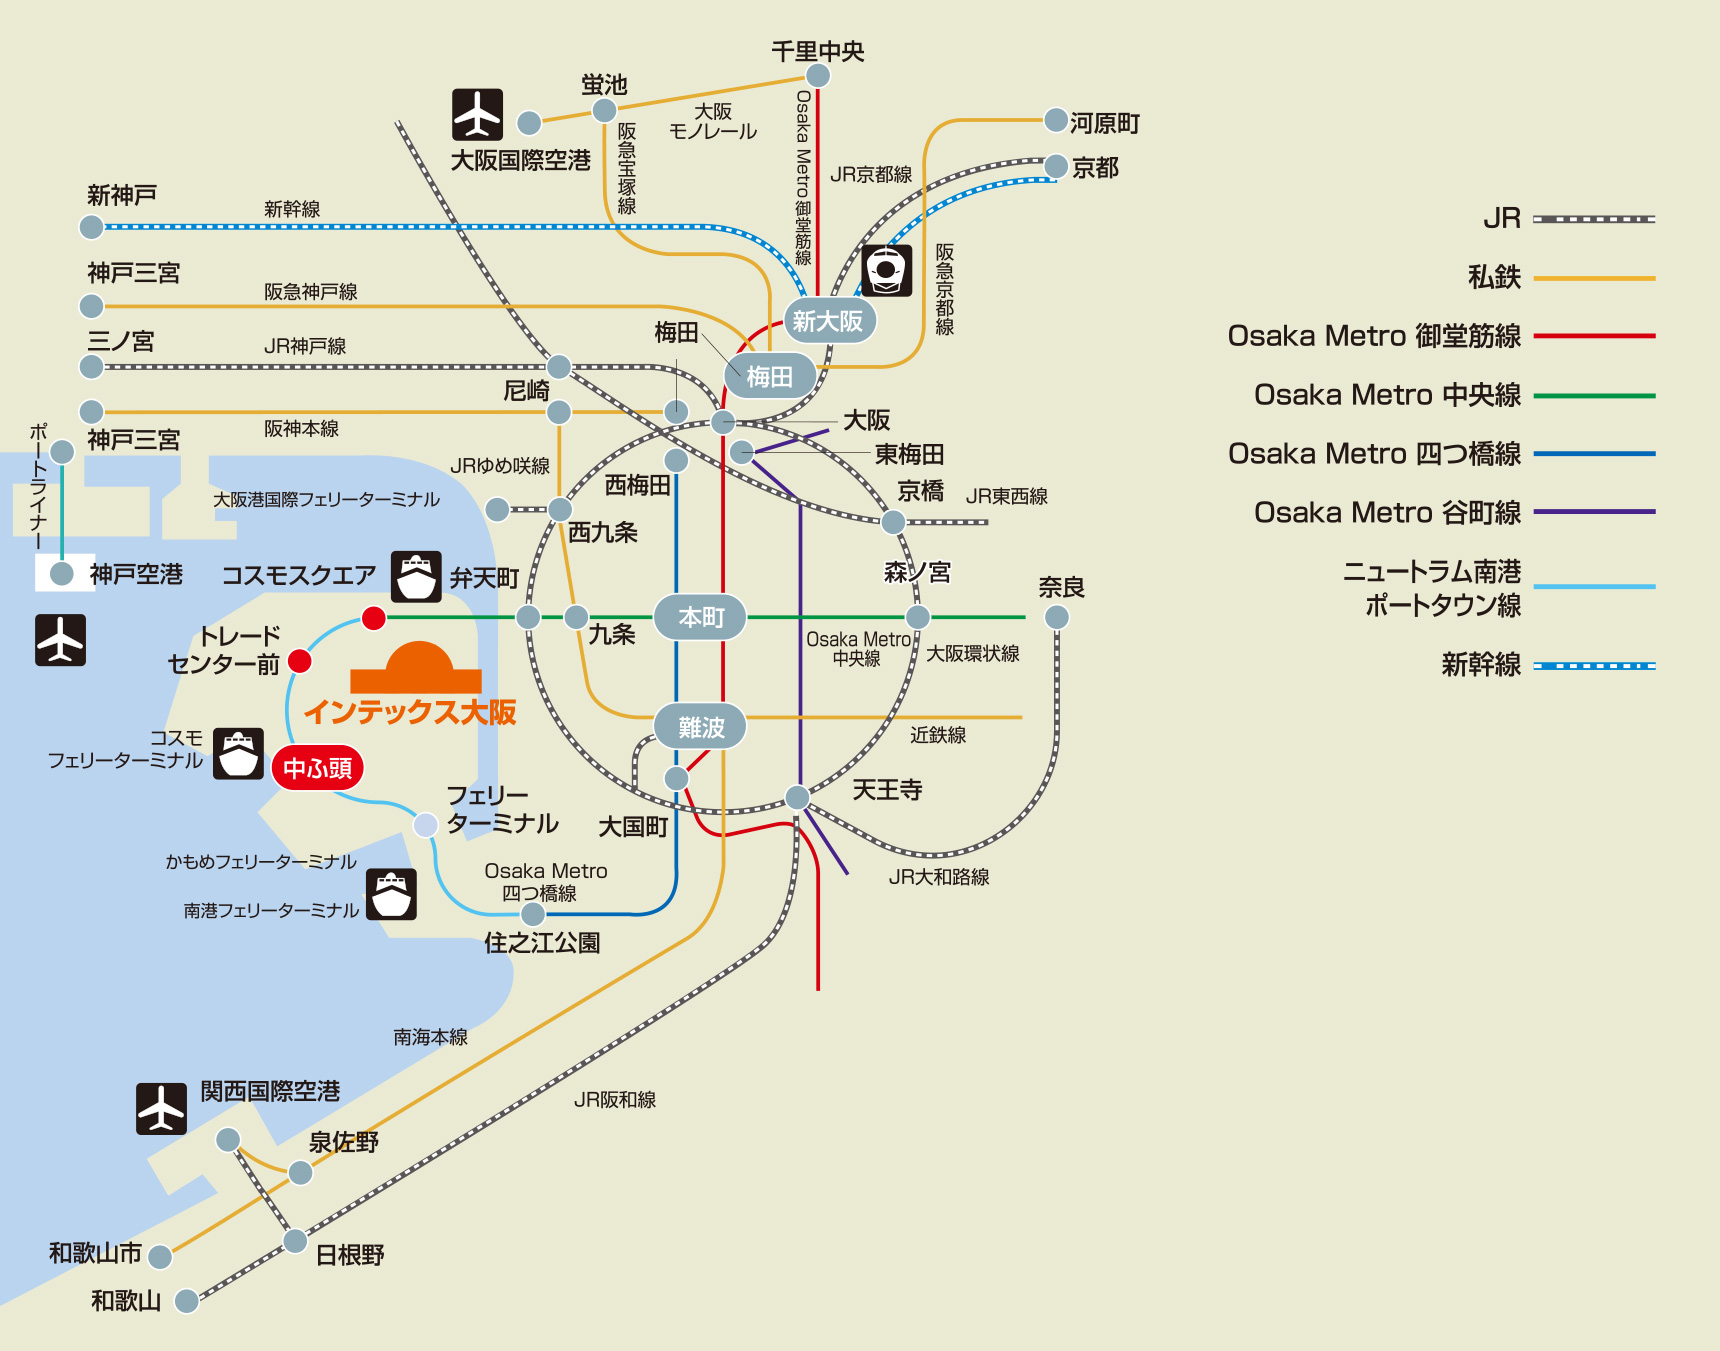 千里中央
蛍池
大阪
モノレール
河原町
大阪国際空港
阪急宝塚線
Osaka Metro 御堂筋線
JR京都線
京都
新神戸
新幹線
JR
神戸三宮
阪急神戸線
阪急京都線
私鉄
新大阪
三ノ宮
JR神戸線
梅田
Osaka Metro 御堂筋線
梅田
尼崎
Osaka Metro 中央線
神戸三宮
阪神本線
大阪
ポートライナー
JRゆめ咲線
東梅田
Osaka Metro 四つ橋線
西梅田
京橋
JR東西線
大阪港国際フェリーターミナル
Osaka Metro 谷町線
西九条
神戸空港
コスモスクエア
弁天町
森ノ宮
奈良
ニュートラム南港
ポートタウン線
本町
トレード
センター前
九条
Osaka Metro
中央線
大阪環状線
新幹線
インテックス大阪
難波
近鉄線
コスモ
フェリーターミナル
中ふ頭
天王寺
フェリー
ターミナル
大国町
かもめフェリーターミナル
Osaka Metro
四つ橋線
JR大和路線
南港フェリーターミナル
住之江公園
南海本線
関西国際空港
JR阪和線
泉佐野
和歌山市
日根野
和歌山